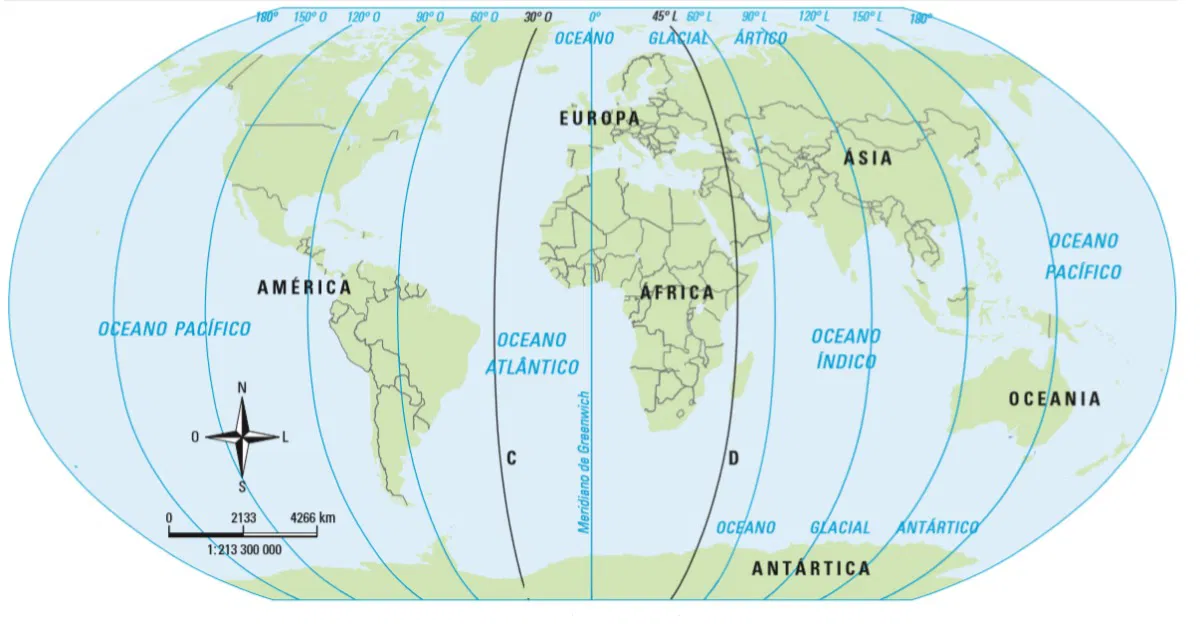 180° 150° O 120° O 90° O 60° O 30° O 0° 45° L 60° L 90° L 120° L 150° L 180°
OCEANO GLACIAL ÁRTICO
EUROPA
ÁSIA
OCEANO
PACÍFICO
AMÉRICA
ÁFRICA
OCEANO PACÍFICO
OCEANO
ATLÂNTICO
OCEANO
ÍNDICO
OCEANIA
N
O L
S
C
D
Meridiano de Greenwich
0 2133 4266 km
1: 213 300 000
OCEANO GLACIAL ANTÁRTICO
ANTÁRTICA